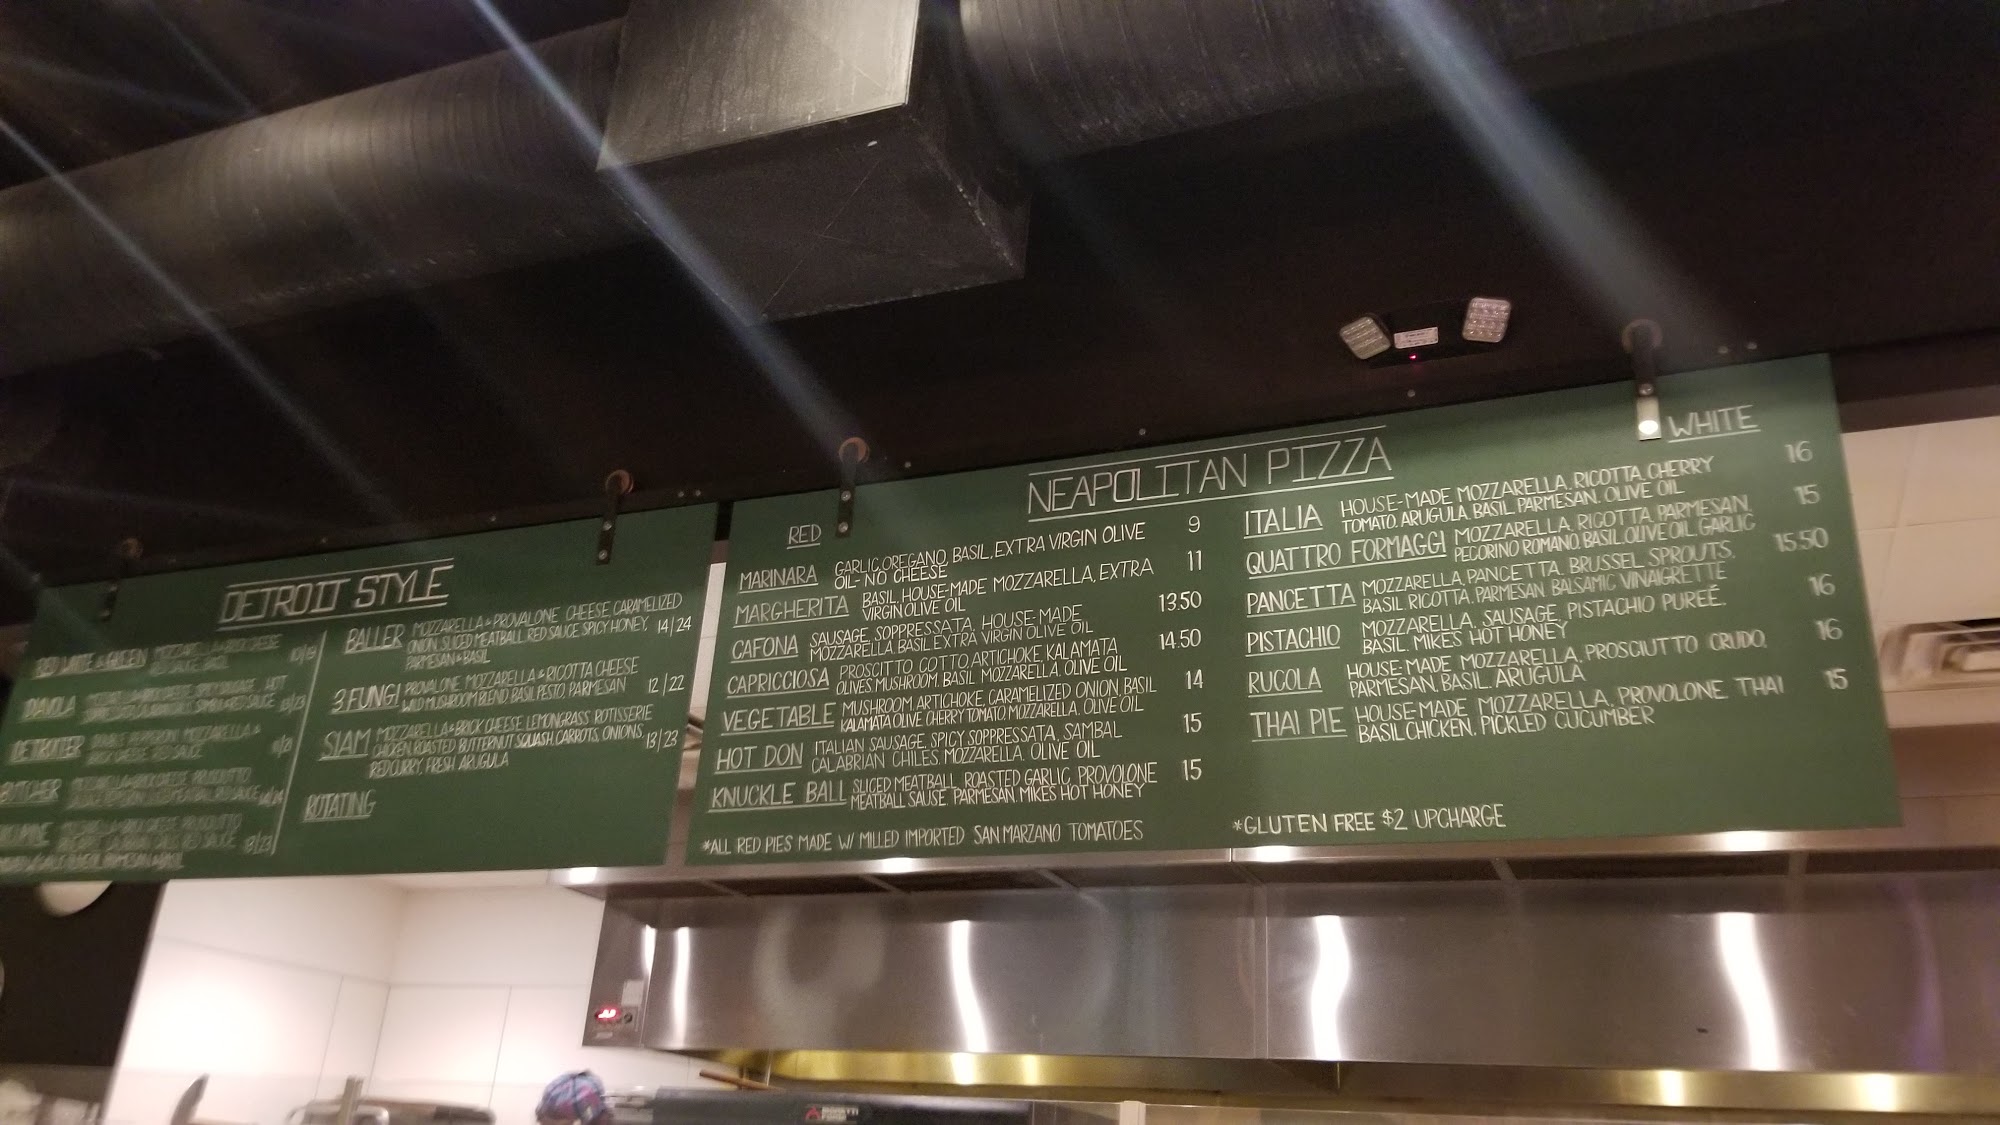 DETROIT STYLE
RED WHITE & GREEN
DIAVOLA
DETROITER
BUTCHER
BALLER MOZZARELLA & PROVALONE CHEESE CARAMELIZED
ONION, SLICED MEATBALL RED SAUCE SPICY HONEY, 14/24
PARMESAN & BASIL
3 FUNGI PROVALONE MOZZARELLA & RICOTTA CHEESE
WILD MUSHROOM BLEND, BASIL PESTO, PARMESAN 12/22
SIAM MOZZARELLA & BRICK CHEESE LEMONGRASS ROTISSERIE
CHICKEN, ROASTED BUTTERNUT SQUASH, CARROTS, ONIONS, 13/23
RED CURRY, FRESH ARUGULA
ROTATING
NEAPOLITAN PIZZA
RED
MARINARA GARLIC, OREGANO, BASIL, EXTRA VIRGIN OLIVE 9
OIL - NO CHEESE
MARGHERITA BASIL, HOUSE-MADE MOZZARELLA, EXTRA 11
VIRGIN OLIVE OIL
CAFONA SAUSAGE, SOPPRESSATA, HOUSE-MADE 13.50
MOZZARELLA, BASIL EXTRA VIRGIN OLIVE OIL
CAPRICCIOSA PROSCITTO COTTO, ARTICHOKE, KALAMATA 14.50
OLIVES, MUSHROOM, BASIL, MOZZARELLA, OLIVE OIL
VEGETABLE MUSHROOM, ARTICHOKE, CARAMELIZED ONION, BASIL 14
KALAMATA OLIVE CHERRY TOMATO, MOZZARELLA, OLIVE OIL
HOT DON ITALIAN SAUSAGE, SPICY SOPPRESSATA, SAMBAL 15
CALABRIAN CHILES, MOZZARELLA, OLIVE OIL
KNUCKLE BALL SLICED MEATBALL, ROASTED GARLIC, PROVOLONE 15
MEATBALL SAUSE, PARMESAN, MIKES HOT HONEY
*ALL RED PIES MADE W/ MILLED IMPORTED SAN MARZANO TOMATOES
WHITE
ITALIA HOUSE-MADE MOZZARELLA, RICOTTA, CHERRY 16
TOMATO, ARUGULA, BASIL, PARMESAN, OLIVE OIL
QUATTRO FORMAGGI MOZZARELLA, RICOTTA, PARMESAN, 15
PECORINO ROMANO, BASIL, OLIVE OIL, GARLIC
PANCETTA MOZZARELLA, PANCETTA, BRUSSEL SPROUTS, 15.50
BASIL RICOTTA, PARMESAN, BALSAMIC VINAIGRETTE
PISTACHIO MOZZARELLA, SAUSAGE, PISTACHIO PUREÉ, 16
BASIL, MIKES HOT HONEY
RUCOLA HOUSE-MADE MOZZARELLA, PROSCIUTTO CRUDO, 16
PARMESAN, BASIL, ARUGULA
THAI PIE HOUSE-MADE MOZZARELLA, PROVOLONE THAI 15
BASIL CHICKEN, PICKLED CUCUMBER
*GLUTEN FREE $2 UPCHARGE